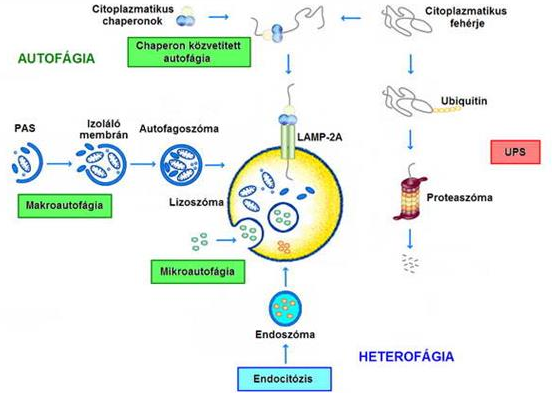 Citoplazmatikus
chaperonok
Citoplazmatikus
fehérje
Chaperon közvetített
autofágia
AUTOFÁGIA
Ubiquitin
PAS
Izoláló
membrán
Autofagoszóma
LAMP-2A
UPS
Makroautofágia
Lizoszóma
Proteaszóma
Mikroautofágia
Endoszóma
HETEROFÁGIA
Endocitózis